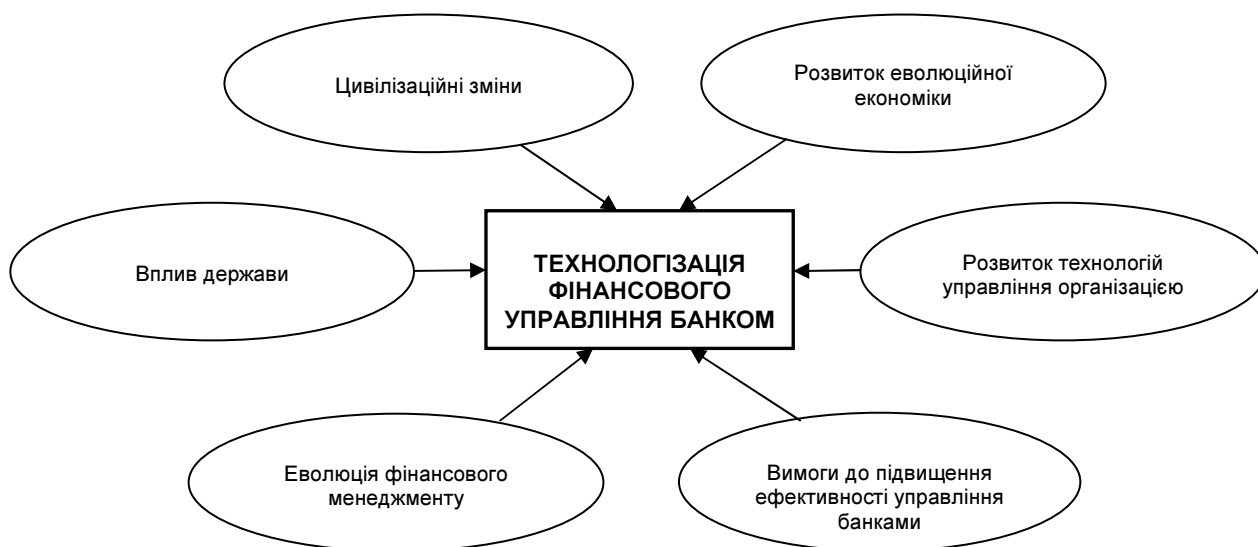 Цивілізаційні зміни
Розвиток еволюційної
економіки
Вплив держави
ТЕХНОЛОГІЗАЦІЯ
ФІНАНСОВОГО
УПРАВЛІННЯ БАНКОМ
Розвиток технологій
управління організацією
Еволюція фінансового
менеджменту
Вимоги до підвищення
ефективності управління
банками